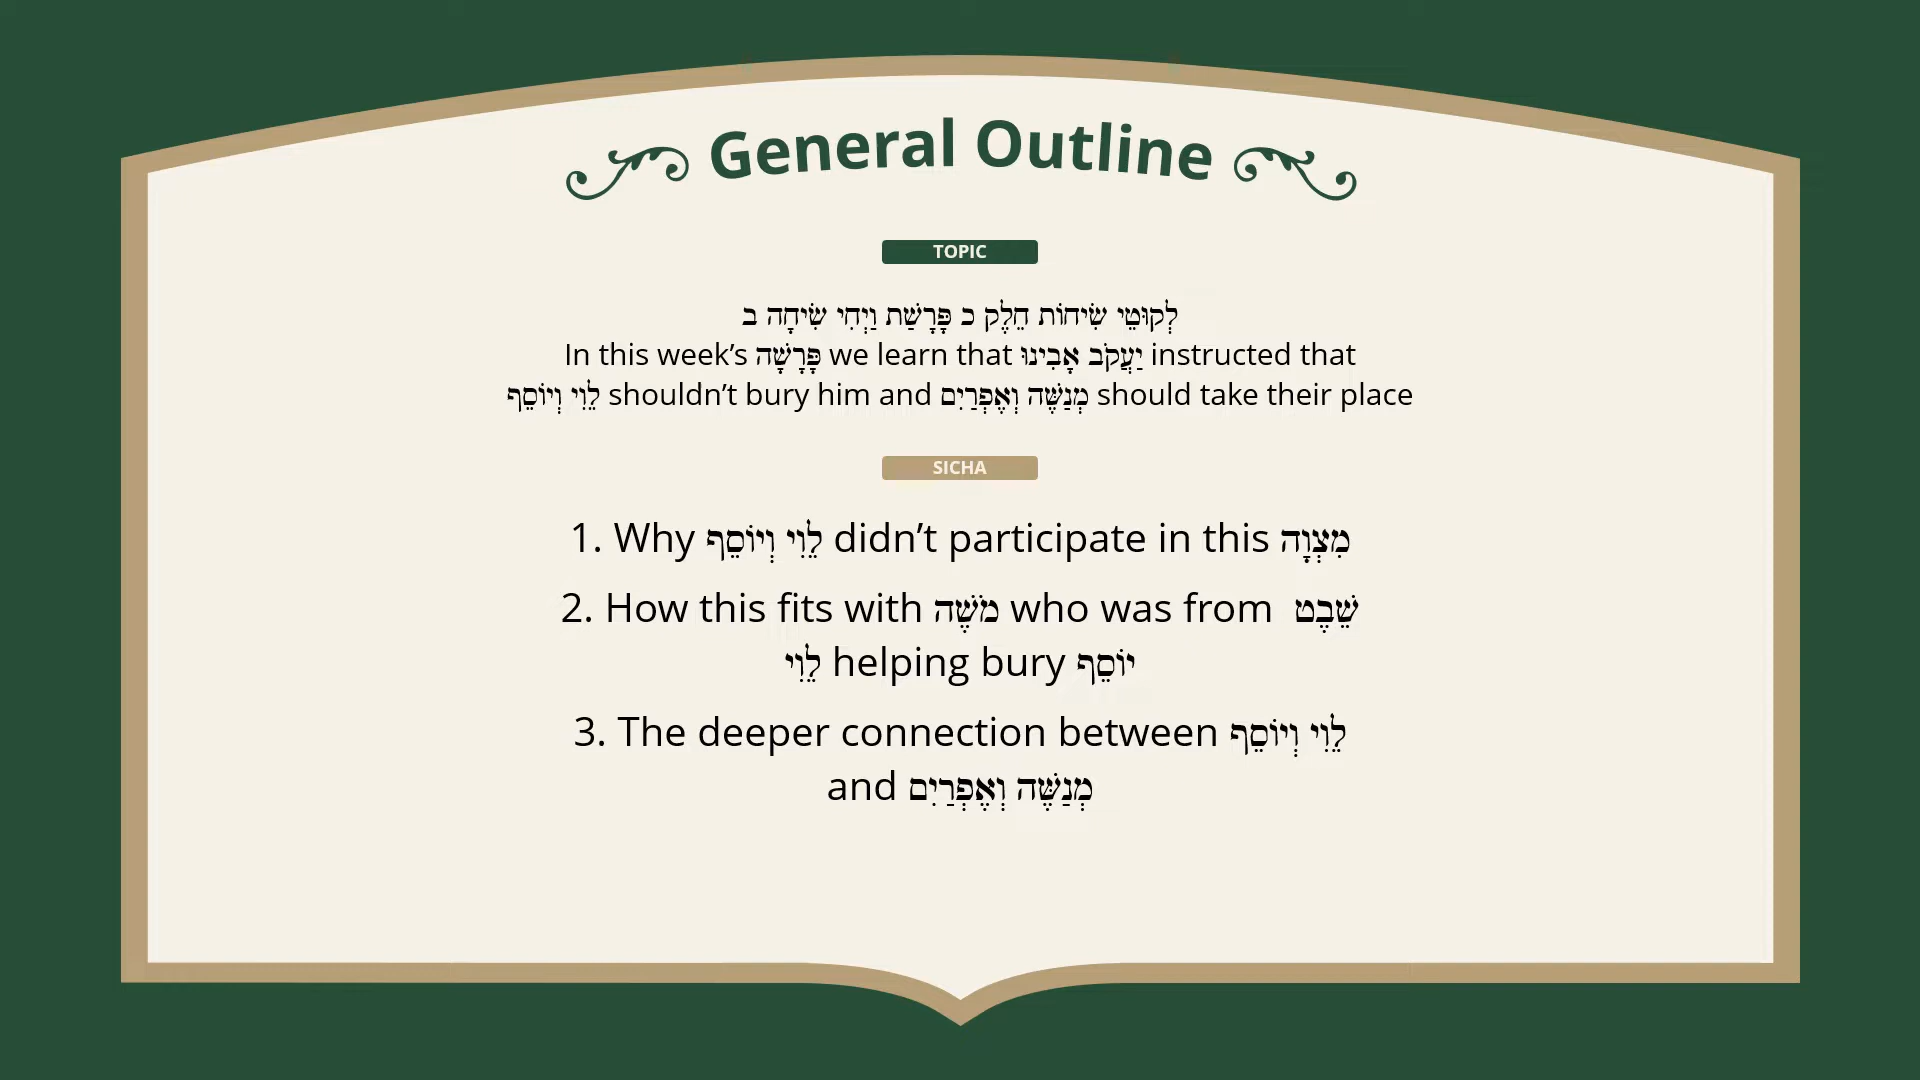 General Outline
TOPIC
לְקוּטֵי שִׂיחוֹת חֵלֶק כ פָּרָשַׁת וַיְחִי שִׂיחָה ב
In this week’s פָּרָשָׁה we learn that יַעֲקֹב אָבִינוּ instructed that
לֵוִי וְיוֹסֵף shouldn’t bury him and מְנַשֶּׁה וְאֶפְרַיִם should take their place
SICHA
1. Why לֵוִי וְיוֹסֵף didn’t participate in this מִצְוָה
2. How this fits with מֹשֶׁה who was from שֵׁבֶט
לֵוִי helping bury יוֹסֵף
3. The deeper connection between לֵוִי וְיוֹסֵף
and מְנַשֶּׁה וְאֶפְרַיִם